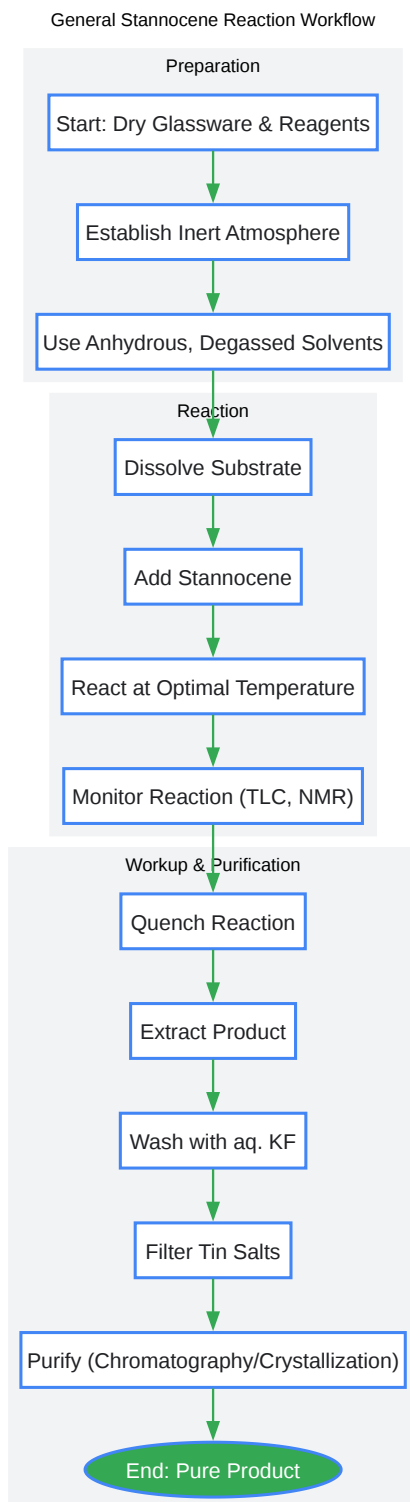 General Stannocene Reaction Workflow
Preparation
Start: Dry Glassware & Reagents
Establish Inert Atmosphere
Use Anhydrous, Degassed Solvents
Reaction
Dissolve Substrate
Add Stannocene
React at Optimal Temperature
Monitor Reaction (TLC, NMR)
Workup & Purification
Quench Reaction
Extract Product
Wash with aq. KF
Filter Tin Salts
Purify (Chromatography/Crystallization)
End: Pure Product